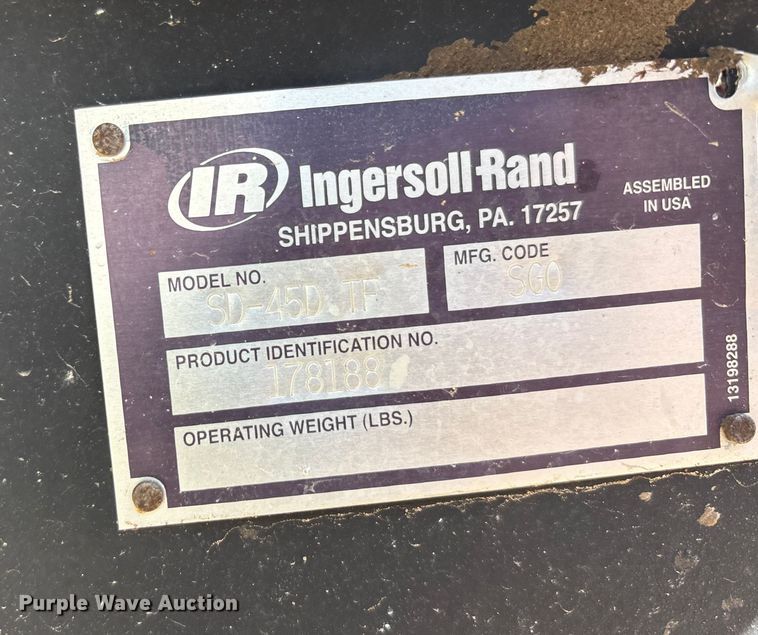 IR Ingersoll-Rand
SHIPPENSBURG, PA. 17257
ASSEMBLED
IN USA
MODEL NO.
SD-45D TF
MFG. CODE
SGO
PRODUCT IDENTIFICATION NO.
178188
OPERATING WEIGHT (LBS.)
13198288
Purple Wave Auction